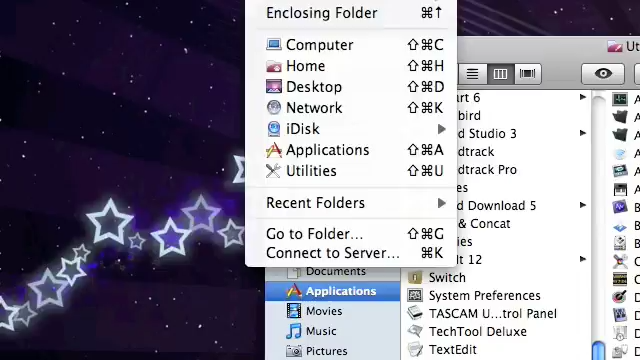 Enclosing Folder ⌘↑
Computer ⇧⌘C
Home ⇧⌘H
Desktop ⇧⌘D
Network ⇧⌘K
iDisk
Applications ⇧⌘A
Utilities ⇧⌘U
Recent Folders
Go to Folder... ⇧⌘G
Connect to Server... ⌘K
Documents
Applications
Movies
Music
Pictures
art 6
bird
d Studio 3
dtrack
dtrack Pro
es
Download 5
& Concat
es
lt 12
Switch
System Preferences
TASCAM U...trol Panel
TechTool Deluxe
TextEdit
Ut